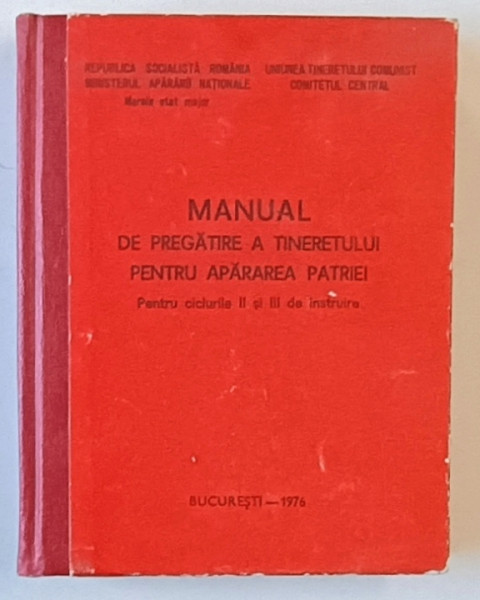 REPUBLICA SOCIALISTĂ ROMÂNIA
MINISTERUL APĂRĂRII NAȚIONALE
Marele stat major
UNIUNEA TINERETULUI COMUNIST
COMITETUL CENTRAL
MANUAL
DE PREGĂTIRE A TINERETULUI
PENTRU APĂRAREA PATRIEI
Pentru ciclurile II și III de instruire
BUCUREȘTI — 1976